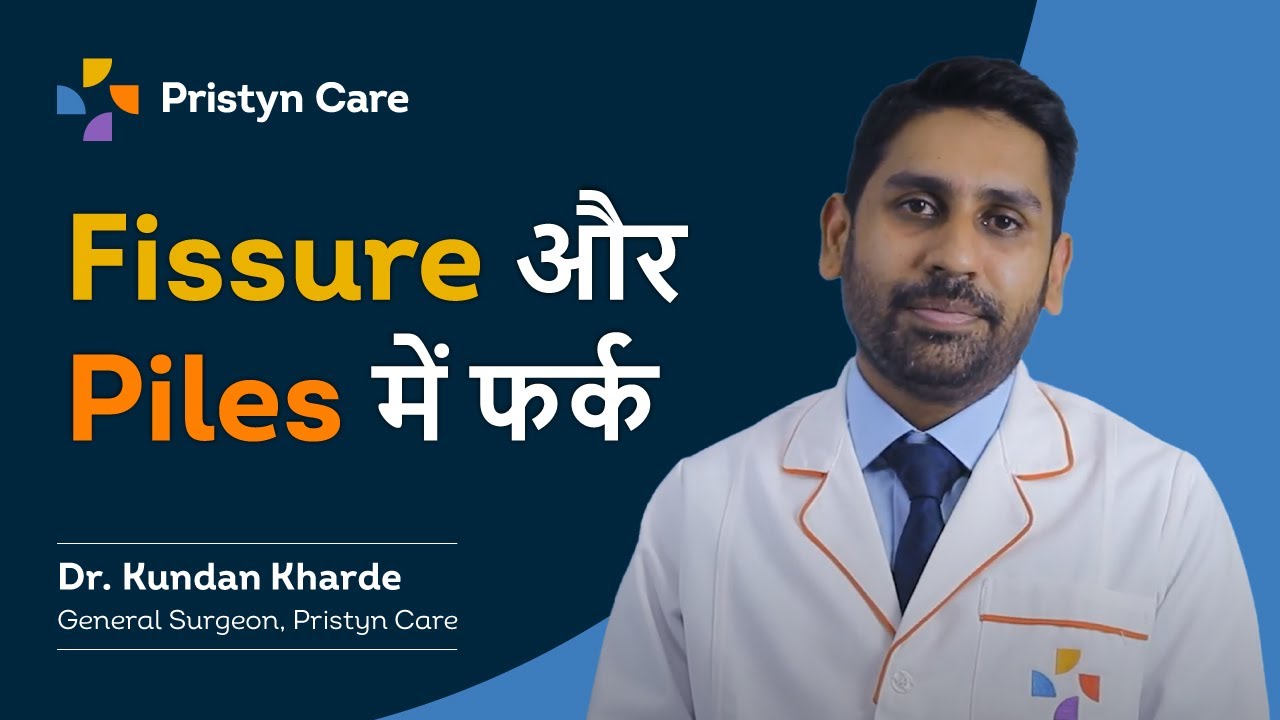 Pristyn Care
Fissure और
Piles में फर्क
Dr. Kundan Kharde
General Surgeon, Pristyn Care